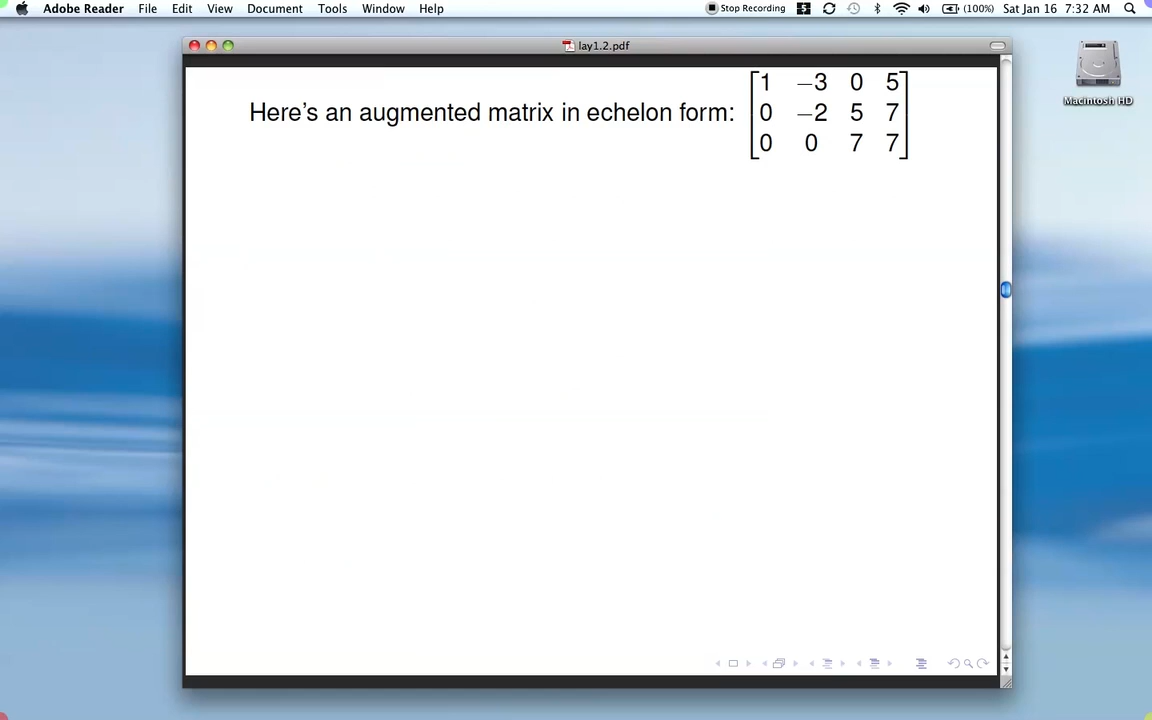 Adobe Reader File Edit View Document Tools Window Help Stop Recording (100%) Sat Jan 16 7:32 AM
lay1.2.pdf
Macintosh HD
1 −3 0 5
Here's an augmented matrix in echelon form: 0 −2 5 7
0 0 7 7